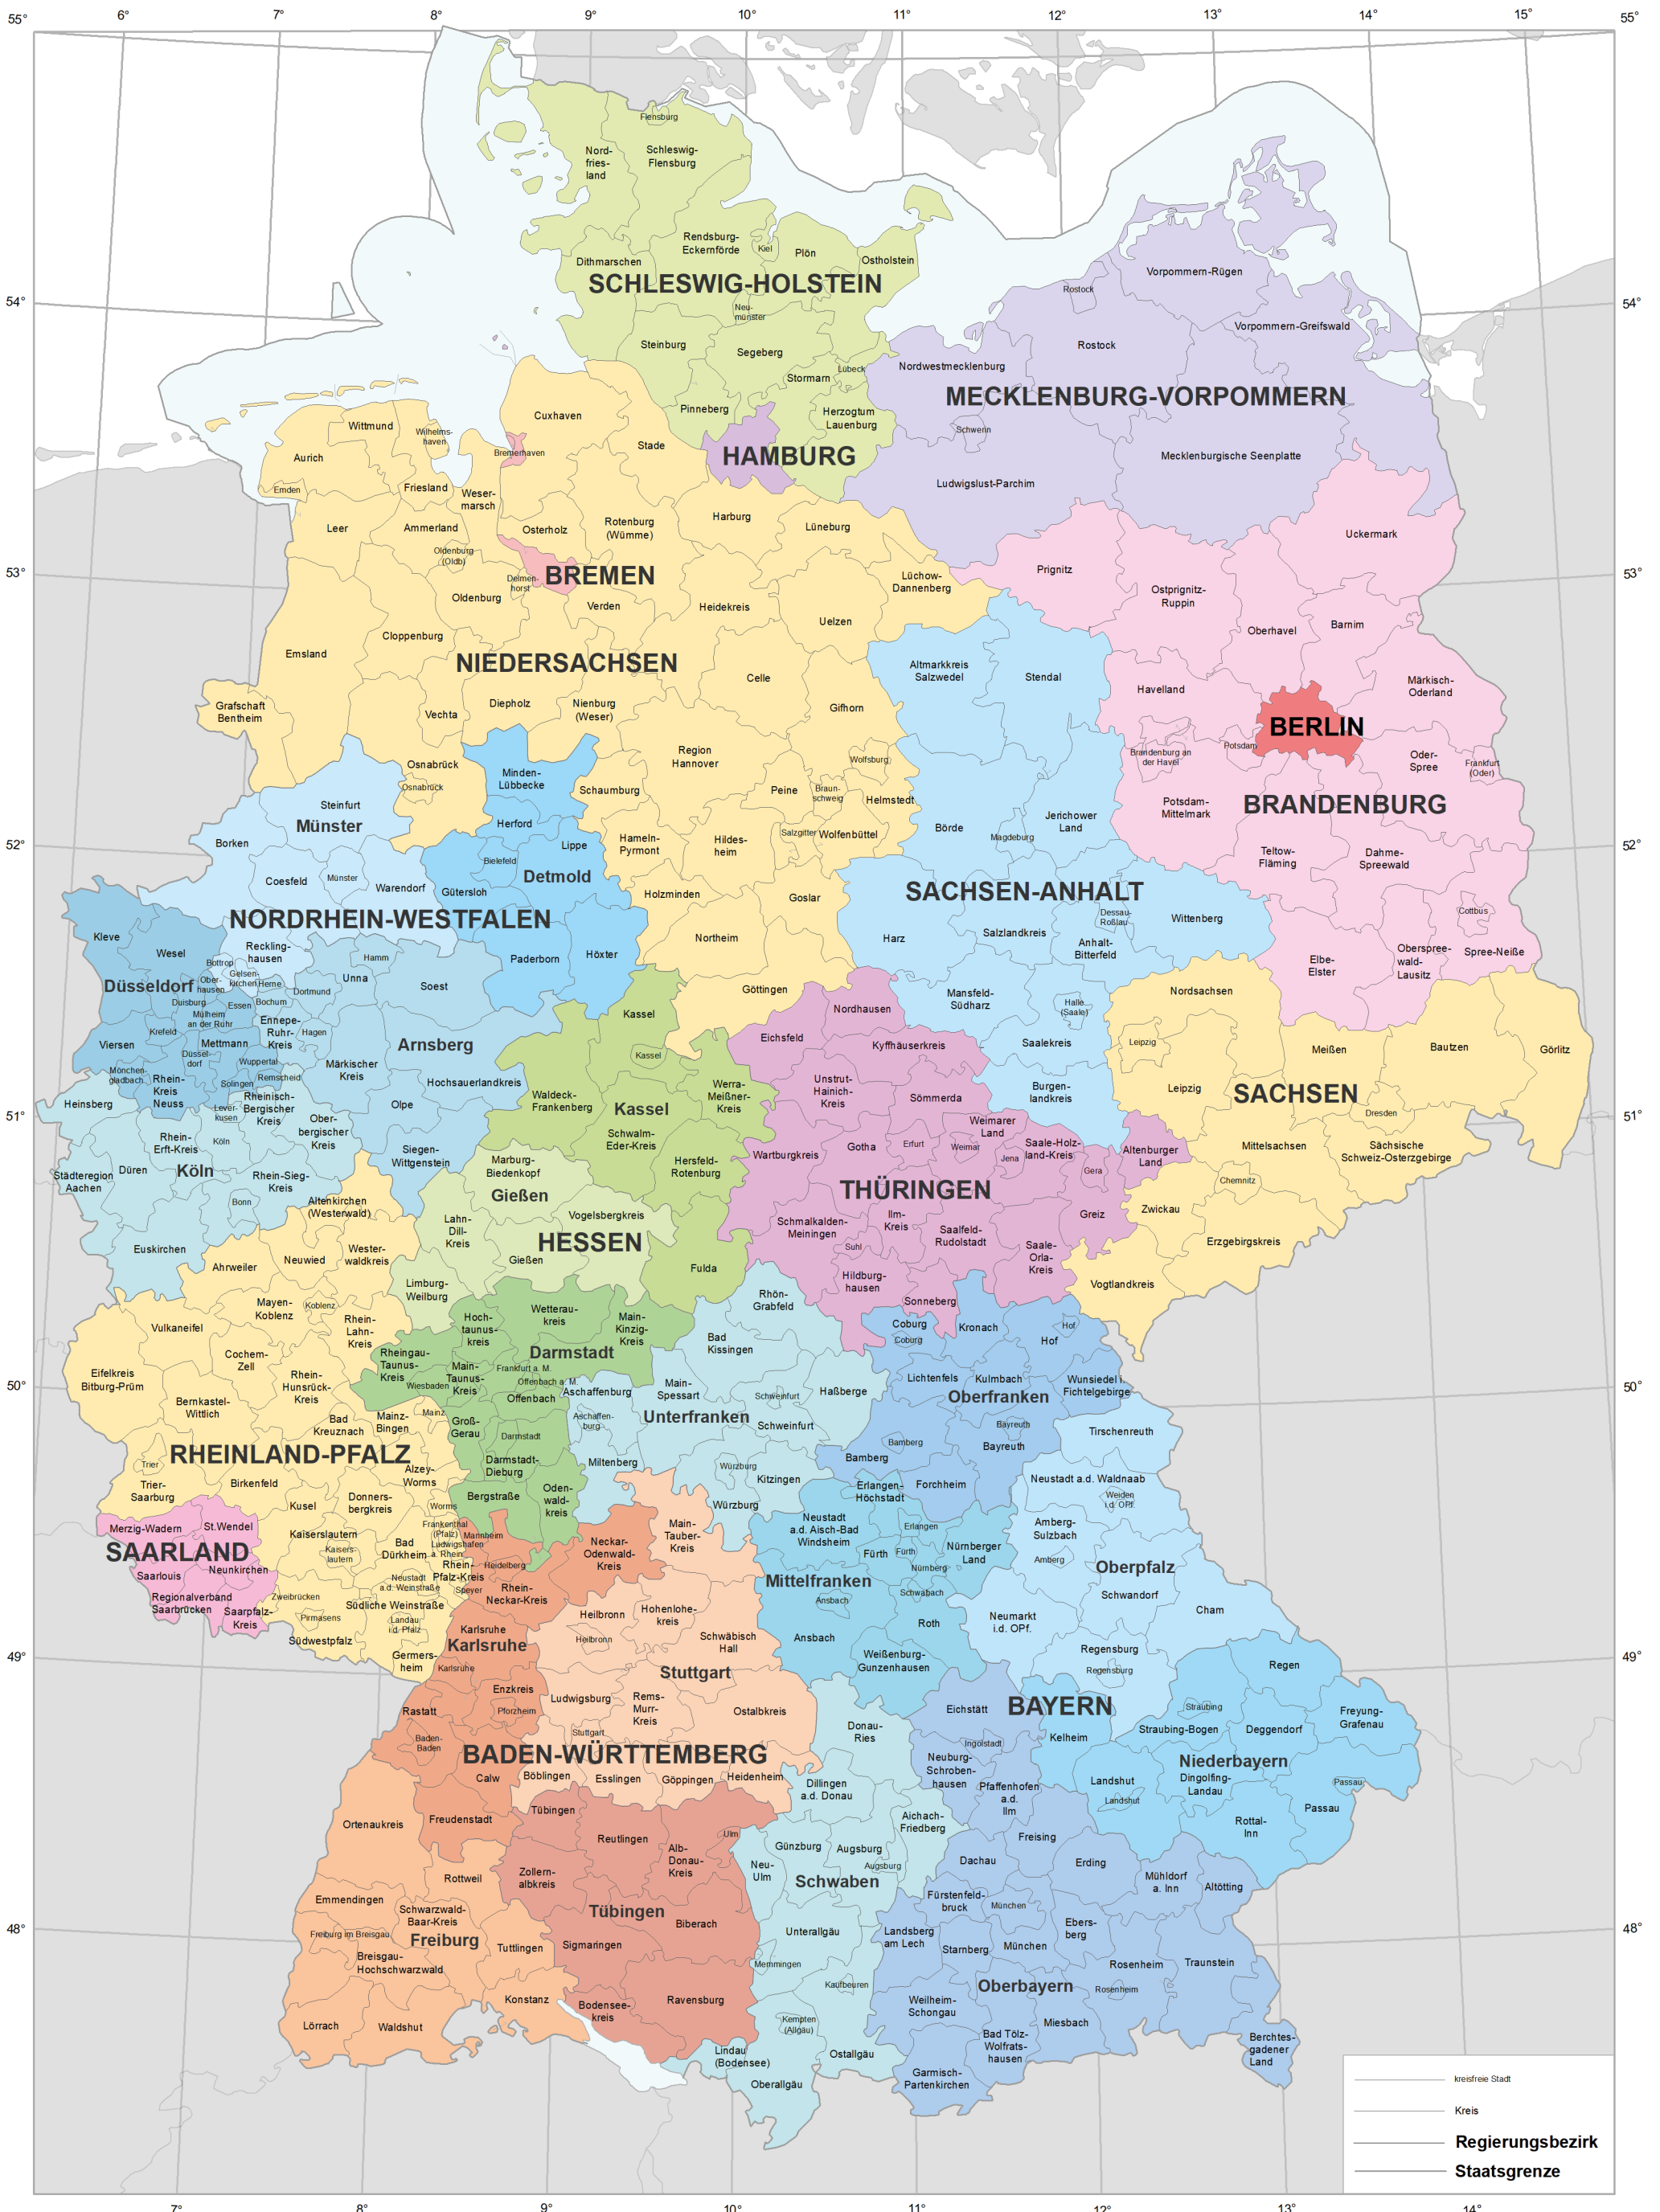 55°
6°
7°
8°
9°
10°
11°
12°
13°
14°
15°
55°
Flensburg
Nord-
fries-
land
Schleswig-
Flensburg
Rendsburg-
Eckernförde
Kiel
Plön
Ostholstein
Dithmarschen
SCHLESWIG-HOLSTEIN
Neu-
münster
Steinburg
Segeberg
Stormarn
Lübeck
Pinneberg
Herzogtum
Lauenburg
HAMBURG
Vorpommern-Rügen
Rostock
Vorpommern-Greifswald
Rostock
Nordwestmecklenburg
MECKLENBURG-VORPOMMERN
Schwerin
Mecklenburgische Seenplatte
Ludwigslust-Parchim
54°
54°
Cuxhaven
Wittmund
Wilhelms-
haven
Bremerhaven
Stade
Aurich
Emden
Friesland
Weser-
marsch
Leer
Ammerland
Osterholz
Rotenburg
(Wümme)
Harburg
Lüneburg
Oldenburg
(Oldb)
Delmen-
horst
BREMEN
Oldenburg
Verden
Heidekreis
Lüchow-
Dannenberg
Uelzen
Cloppenburg
Emsland
NIEDERSACHSEN
Celle
Grafschaft
Bentheim
Vechta
Diepholz
Nienburg
(Weser)
Gifhorn
Region
Hannover
Wolfsburg
Osnabrück
Osnabrück
Schaumburg
Peine
Braun-
schweig
Helmstedt
Hameln-
Pyrmont
Hildes-
heim
Salzgitter
Wolfenbüttel
Holzminden
Goslar
Northeim
Göttingen
53°
53°
Uckermark
Prignitz
Ostprignitz-
Ruppin
Oberhavel
Barnim
Havelland
Märkisch-
Oderland
BERLIN
Brandenburg an
der Havel
Potsdam
Oder-
Spree
Frankfurt
(Oder)
Potsdam-
Mittelmark
BRANDENBURG
Teltow-
Fläming
Dahme-
Spreewald
Cottbus
Elbe-
Elster
Oberspree-
wald-
Lausitz
Spree-Neiße
Altmarkkreis
Salzwedel
Stendal
Börde
Magdeburg
Jerichower
Land
SACHSEN-ANHALT
Dessau-
Roßlau
Wittenberg
Harz
Salzlandkreis
Anhalt-
Bitterfeld
Mansfeld-
Südharz
Halle
(Saale)
Saalekreis
Burgen-
landkreis
52°
52°
Minden-
Lübbecke
Steinfurt
Münster
Herford
Borken
Lippe
Bielefeld
Coesfeld
Münster
Warendorf
Gütersloh
Detmold
NORDRHEIN-WESTFALEN
Kleve
Wesel
Reckling-
hausen
Bottrop
Gelsen-
kirchen
Herne
Hamm
Unna
Soest
Paderborn
Höxter
Düsseldorf
Ober-
hausen
Duisburg
Essen
Bochum
Dortmund
Mülheim
an der Ruhr
Krefeld
Ennepe-
Ruhr-
Kreis
Hagen
Viersen
Mettmann
Düssel-
dorf
Wuppertal
Arnsberg
Märkischer
Kreis
Mönchen-
gladbach
Rhein-
Kreis
Neuss
Solingen
Remscheid
Hochsauerlandkreis
Heinsberg
Lever-
kusen
Rheinisch-
Bergischer
Kreis
Olpe
Ober-
bergischer
Kreis
Rhein-
Erft-Kreis
Köln
Siegen-
Wittgenstein
Städteregion
Aachen
Düren
Köln
Rhein-Sieg-
Kreis
Bonn
Euskirchen
51°
51°
Kassel
Kassel
Waldeck-
Frankenberg
Kassel
Werra-
Meißner-
Kreis
Schwalm-
Eder-Kreis
Hersfeld-
Rotenburg
Marburg-
Biedenkopf
Gießen
Lahn-
Dill-
Kreis
Vogelsbergkreis
HESSEN
Gießen
Fulda
Limburg-
Weilburg
Hoch-
taunus-
kreis
Wetterau-
kreis
Main-
Kinzig-
Kreis
Darmstadt
Rheingau-
Taunus-
Kreis
Main-
Taunus-
Kreis
Frankfurt a. M.
Offenbach a. M.
Wiesbaden
Offenbach
Groß-
Gerau
Darmstadt
Darmstadt-
Dieburg
Bergstraße
Oden-
wald-
kreis
Nordhausen
Eichsfeld
Kyffhäuserkreis
Unstrut-
Hainich-
Kreis
Sömmerda
Weimarer
Land
Wartburgkreis
Gotha
Erfurt
Weimar
Jena
Saale-Holz-
land-Kreis
Gera
Altenburger
Land
THÜRINGEN
Greiz
Schmalkalden-
Meiningen
Ilm-
Kreis
Suhl
Saalfeld-
Rudolstadt
Saale-
Orla-
Kreis
Hildburg-
hausen
Sonneberg
Nordsachsen
Leipzig
Leipzig
Meißen
Bautzen
Görlitz
SACHSEN
Dresden
Mittelsachsen
Sächsische
Schweiz-Osterzgebirge
Chemnitz
Zwickau
Erzgebirgskreis
Vogtlandkreis
Altenkirchen
(Westerwald)
Neuwied
Wester-
waldkreis
Ahrweiler
Mayen-
Koblenz
Koblenz
Rhein-
Lahn-
Kreis
Vulkaneifel
Cochem-
Zell
Eifelkreis
Bitburg-Prüm
Rhein-
Hunsrück-
Kreis
Bernkastel-
Wittlich
Bad
Kreuznach
Mainz-
Bingen
Mainz
RHEINLAND-PFALZ
Trier
Trier-
Saarburg
Birkenfeld
Alzey-
Worms
Donners-
bergkreis
Kusel
Worms
Kaiserslautern
Frankenthal
(Pfalz)
Ludwigshafen
a. Rhein
Kaisers-
lautern
Bad
Dürkheim
Rhein-
Pfalz-Kreis
Neustadt
a.d. Weinstraße
Speyer
Zweibrücken
Pirmasens
Südliche Weinstraße
Landau
i.d. Pfalz
Südwestpfalz
Germers-
heim
Merzig-Wadern
St.Wendel
SAARLAND
Saarlouis
Neunkirchen
Regionalverband
Saarbrücken
Saarpfalz-
Kreis
50°
50°
Mannheim
Heidelberg
Neckar-
Odenwald-
Kreis
Main-
Tauber-
Kreis
Rhein-
Neckar-Kreis
Karlsruhe
Karlsruhe
Karlsruhe
Heilbronn
Hohenlohe-
kreis
Heilbronn
Schwäbisch
Hall
Stuttgart
Enzkreis
Pforzheim
Ludwigsburg
Rems-
Murr-
Kreis
Ostalbkreis
Rastatt
Baden-
Baden
Stuttgart
BADEN-WÜRTTEMBERG
Calw
Böblingen
Esslingen
Göppingen
Heidenheim
Freudenstadt
Tübingen
Ortenaukreis
Reutlingen
Alb-
Donau-
Kreis
Ulm
Rottweil
Zollern-
albkreis
Emmendingen
Schwarzwald-
Baar-Kreis
Tübingen
Biberach
Freiburg im Breisgau
Freiburg
Tuttlingen
Sigmaringen
Breisgau-
Hochschwarzwald
Konstanz
Bodensee-
kreis
Ravensburg
Lörrach
Waldshut
Rhön-
Grabfeld
Bad
Kissingen
Coburg
Coburg
Kronach
Hof
Hof
Aschaffenburg
Main-
Spessart
Schweinfurt
Haßberge
Lichtenfels
Kulmbach
Wunsiedel i.
Fichtelgebirge
Oberfranken
Aschaffen-
burg
Unterfranken
Schweinfurt
Bayreuth
Bamberg
Bayreuth
Tirschenreuth
Miltenberg
Würzburg
Kitzingen
Bamberg
Forchheim
Erlangen-
Höchstadt
Neustadt a.d. Waldnaab
Weiden
i.d. OPf.
Würzburg
Neustadt
a.d. Aisch-Bad
Windsheim
Erlangen
Fürth
Fürth
Nürnberger
Land
Nürnberg
Amberg-
Sulzbach
Amberg
Oberpfalz
Mittelfranken
Ansbach
Schwabach
Schwandorf
Ansbach
Roth
Neumarkt
i.d. OPf.
Cham
Weißenburg-
Gunzenhausen
Regensburg
Regensburg
Regen
Eichstätt
BAYERN
Straubing
Freyung-
Grafenau
Donau-
Ries
Ingolstadt
Kelheim
Straubing-Bogen
Deggendorf
Niederbayern
Neuburg-
Schroben-
hausen
Dillingen
a.d. Donau
Pfaffenhofen
a.d.
Ilm
Landshut
Landshut
Dingolfing-
Landau
Passau
Passau
Rottal-
Inn
Aichach-
Friedberg
Freising
Günzburg
Augsburg
Augsburg
Dachau
Erding
Mühldorf
a. Inn
Altötting
Neu-
Ulm
Schwaben
Fürstenfeld-
bruck
München
Unterallgäu
Landsberg
am Lech
Starnberg
München
Ebers-
berg
Rosenheim
Traunstein
Memmingen
Kaufbeuren
Oberbayern
Rosenheim
Weilheim-
Schongau
Miesbach
Kempten
(Allgäu)
Bad Tölz-
Wolfrats-
hausen
Berchtes-
gadener
Land
Lindau
(Bodensee)
Ostallgäu
Garmisch-
Partenkirchen
Oberallgäu
49°
49°
48°
48°
kreisfreie Stadt
Kreis
Regierungsbezirk
Staatsgrenze
7°
8°
9°
10°
11°
12°
13°
14°